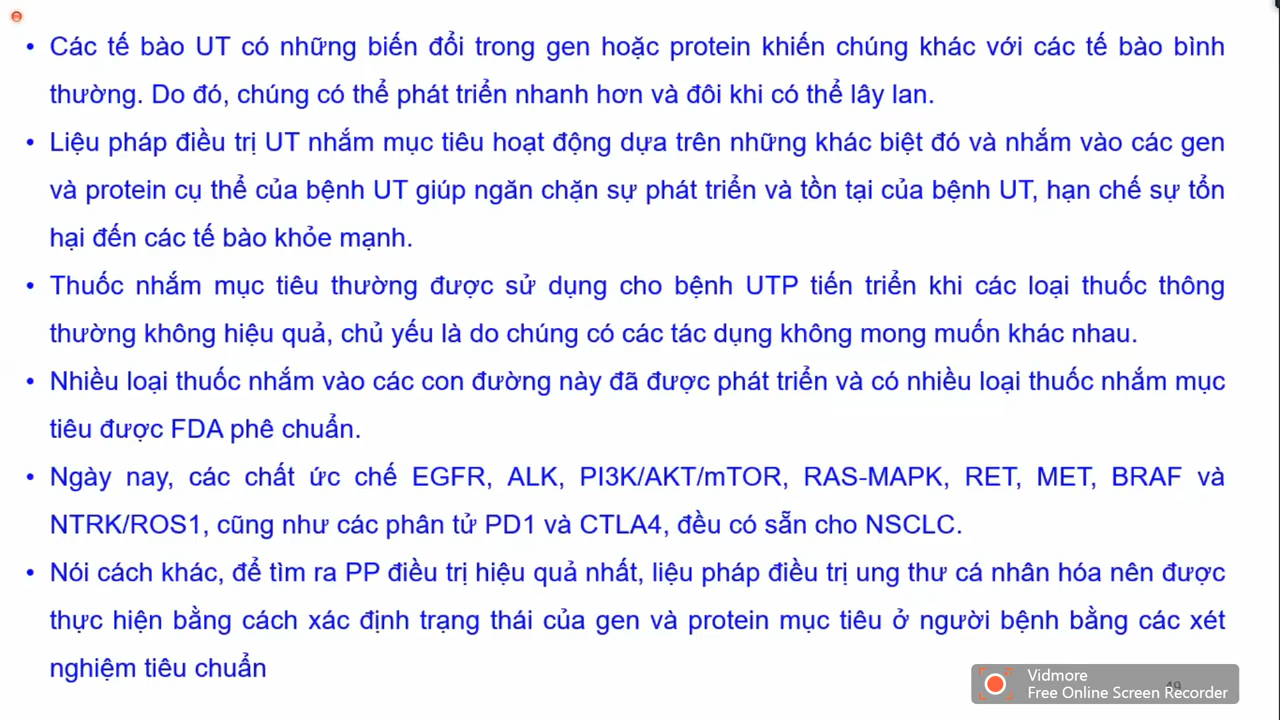 • Các tế bào UT có những biến đổi trong gen hoặc protein khiến chúng khác với các tế bào bình
thường. Do đó, chúng có thể phát triển nhanh hơn và đôi khi có thể lây lan.
• Liệu pháp điều trị UT nhắm mục tiêu hoạt động dựa trên những khác biệt đó và nhắm vào các gen
và protein cụ thể của bệnh UT giúp ngăn chặn sự phát triển và tồn tại của bệnh UT, hạn chế sự tổn
hại đến các tế bào khỏe mạnh.
• Thuốc nhắm mục tiêu thường được sử dụng cho bệnh UTP tiến triển khi các loại thuốc thông
thường không hiệu quả, chủ yếu là do chúng có các tác dụng không mong muốn khác nhau.
• Nhiều loại thuốc nhắm vào các con đường này đã được phát triển và có nhiều loại thuốc nhắm mục
tiêu được FDA phê chuẩn.
• Ngày nay, các chất ức chế EGFR, ALK, PI3K/AKT/mTOR, RAS-MAPK, RET, MET, BRAF và
NTRK/ROS1, cũng như các phân tử PD1 và CTLA4, đều có sẵn cho NSCLC.
• Nói cách khác, để tìm ra PP điều trị hiệu quả nhất, liệu pháp điều trị ung thư cá nhân hóa nên được
thực hiện bằng cách xác định trạng thái của gen và protein mục tiêu ở người bệnh bằng các xét
nghiệm tiêu chuẩn
Vidmore
Free Online Screen Recorder